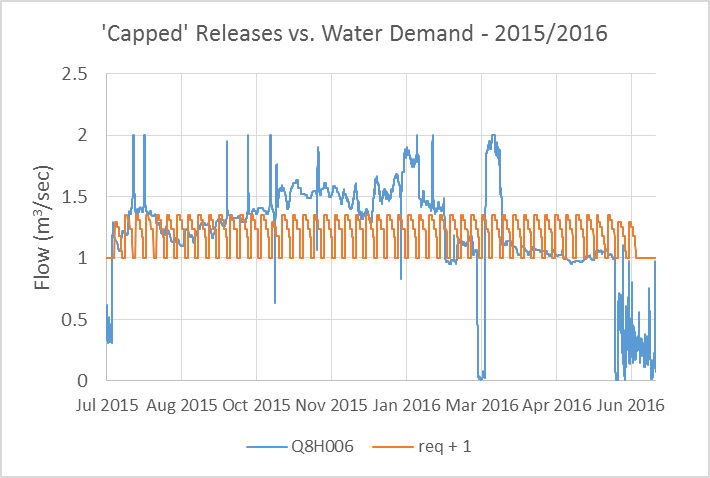 'Capped' Releases vs. Water Demand - 2015/2016
2.5
2
1.5
1
0.5
0
Flow (m³/sec)
Jul 2015 Aug 2015 Oct 2015 Nov 2015 Jan 2016 Mar 2016 Apr 2016 Jun 2016
Q8H006 req + 1